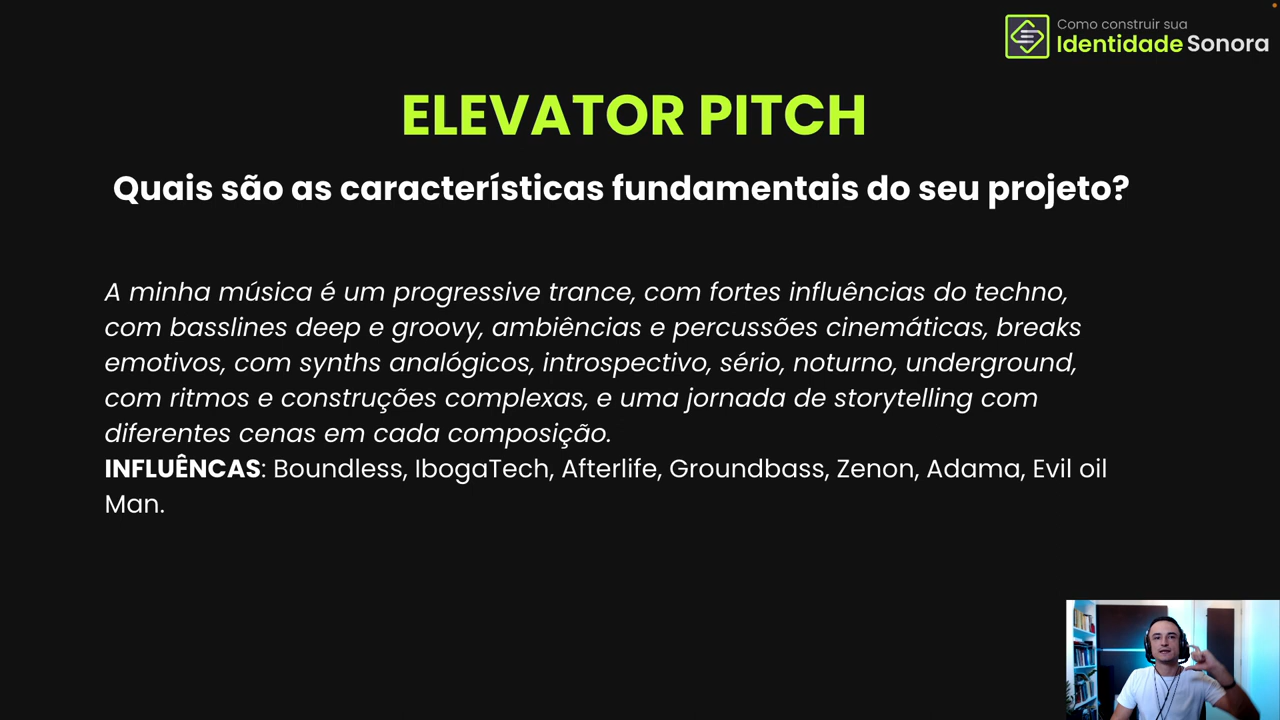 Como construir sua
Identidade Sonora
ELEVATOR PITCH
Quais são as características fundamentais do seu projeto?
A minha música é um progressive trance, com fortes influências do techno,
com basslines deep e groovy, ambiências e percussões cinemáticas, breaks
emotivos, com synths analógicos, introspectivo, sério, noturno, underground,
com ritmos e construções complexas, e uma jornada de storytelling com
diferentes cenas em cada composição.
INFLUÊNCAS: Boundless, IbogaTech, Afterlife, Groundbass, Zenon, Adama, Evil oil
Man.